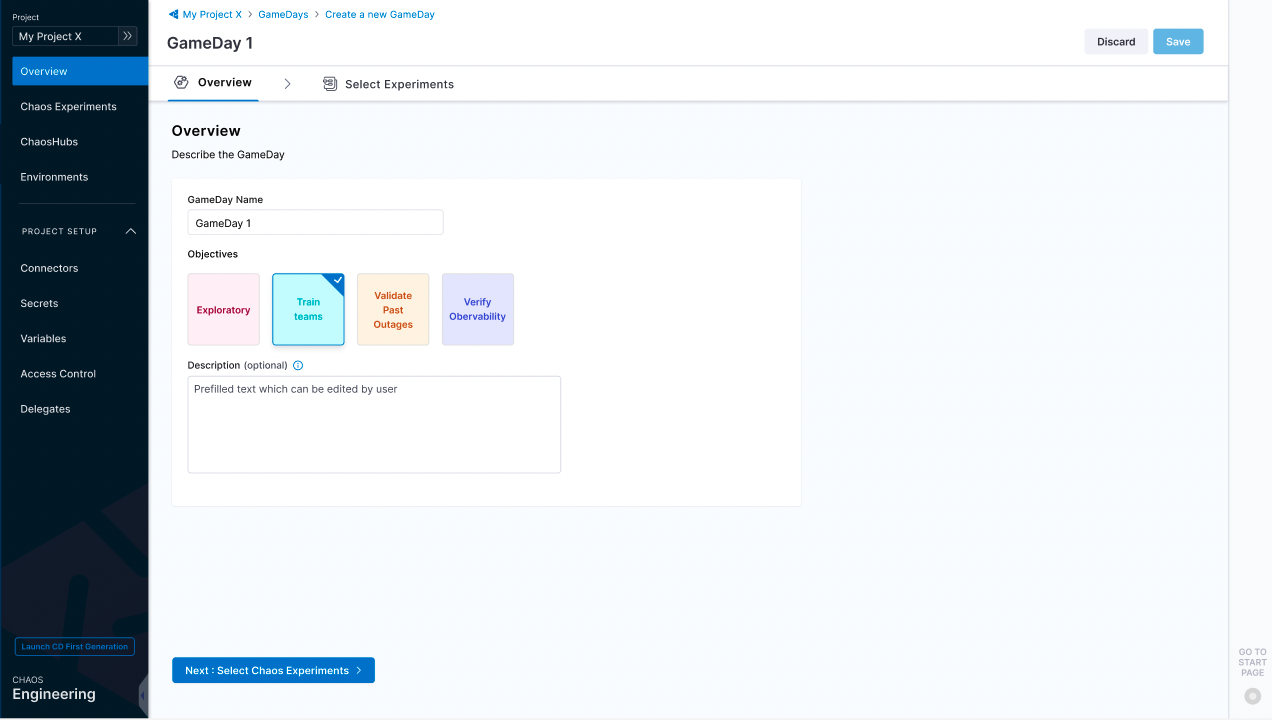 Project
My Project X
Overview
Chaos Experiments
ChaosHubs
Environments
PROJECT SETUP
Connectors
Secrets
Variables
Access Control
Delegates
Launch CD First Generation
CHAOS
Engineering
My Project X > GameDays > Create a new GameDay
GameDay 1
Discard
Save
Overview
Select Experiments
Overview
Describe the GameDay
GameDay Name
GameDay 1
Objectives
Exploratory
Train
teams
Validate
Past
Outages
Verify
Obervability
Description (optional)
Prefilled text which can be edited by user
Next : Select Chaos Experiments
GO TO
START
PAGE